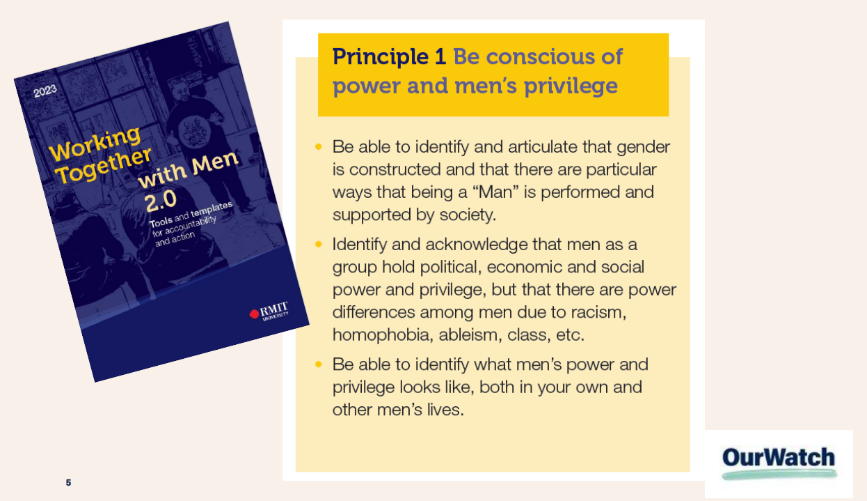 2023
Working
Together
with Men
2.0
Tools and templates
for accountability
and action
RMIT
UNIVERSITY
Principle 1 Be conscious of
power and men's privilege
• Be able to identify and articulate that gender
is constructed and that there are particular
ways that being a “Man” is performed and
supported by society.
• Identify and acknowledge that men as a
group hold political, economic and social
power and privilege, but that there are power
differences among men due to racism,
homophobia, ableism, class, etc.
• Be able to identify what men's power and
privilege looks like, both in your own and
other men's lives.
5
OurWatch